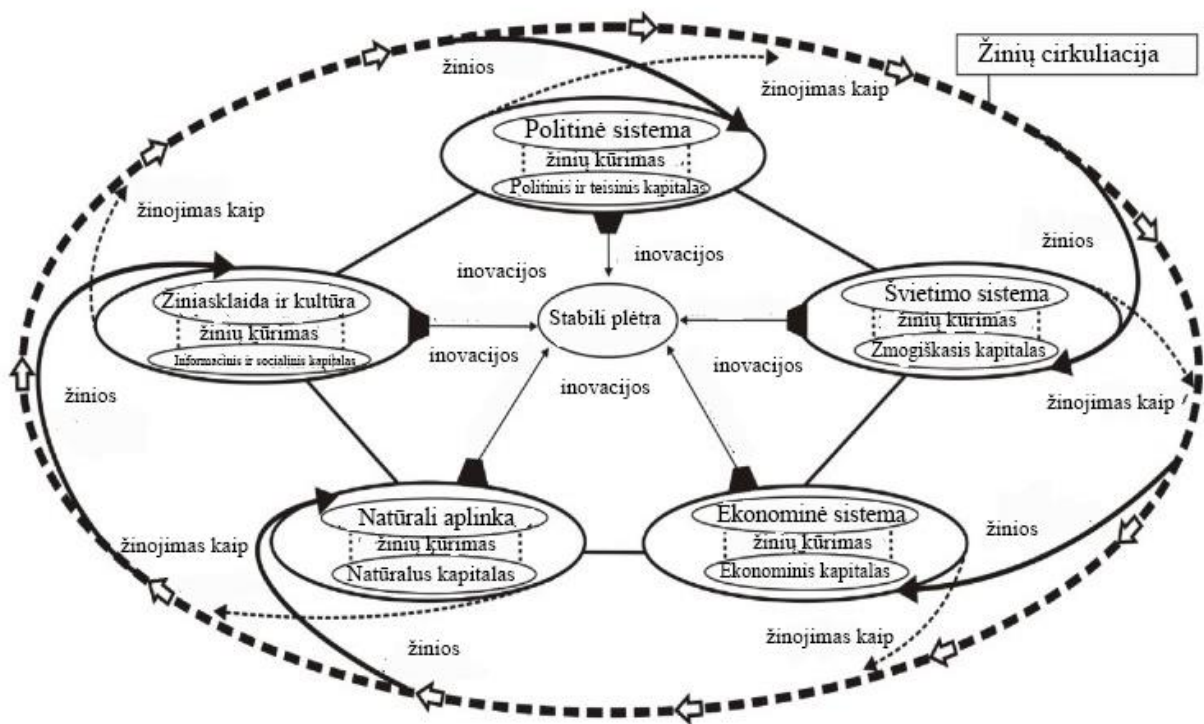 Žinių cirkuliacija
žinios
žinojimas kaip
Politinė sistema
žinių kūrimas
Politinis ir teisinis kapitalas
žinojimas kaip
žinios
inovacijos
inovacijos
Žiniasklaida ir kultūra
žinių kūrimas
Informacinis ir socialinis kapitalas
Stabili plėtra
Švietimo sistema
žinių kūrimas
Žmogiškasis kapitalas
inovacijos
inovacijos
inovacijos
žinios
žinojimas kaip
Natūrali aplinka
žinių kūrimas
Natūralus kapitalas
Ekonominė sistema
žinių kūrimas
Ekonominis kapitalas
žinios
žinojimas kaip
žinios
žinojimas kaip